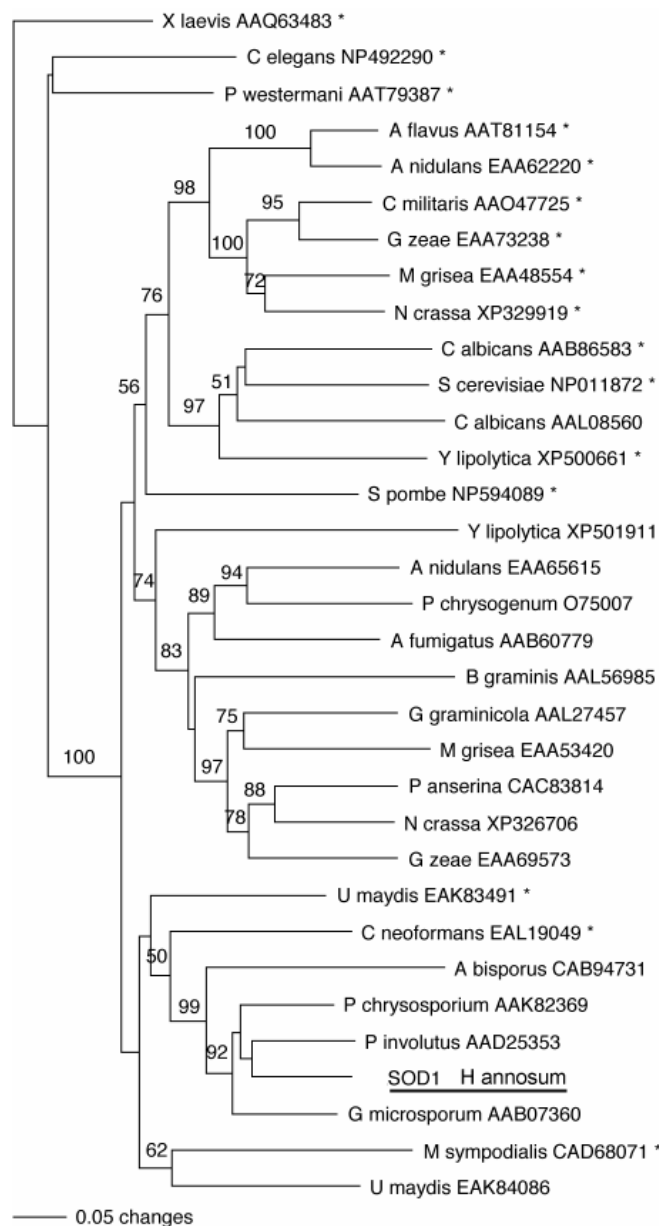 X laevis AAQ63483 *
C elegans NP492290 *
P westermani AAT79387 *
A flavus AAT81154 *
100
A nidulans EAA62220 *
98
C militaris AAO47725 *
95
G zeae EAA73238 *
100
M grisea EAA48554 *
72
N crassa XP329919 *
76
C albicans AAB86583 *
51
S cerevisiae NP011872 *
56
C albicans AAL08560
97
Y lipolytica XP500661 *
S pombe NP594089 *
Y lipolytica XP501911
A nidulans EAA65615
94
74
P chrysogenum O75007
89
A fumigatus AAB60779
83
B graminis AAL56985
G graminicola AAL27457
75
M grisea EAA53420
100
97
P anserina CAC83814
88
N crassa XP326706
78
G zeae EAA69573
U maydis EAK83491 *
C neoformans EAL19049 *
50
A bisporus CAB94731
99
P chrysosporium AAK82369
P involutus AAD25353
92
SOD1 H annosum
G microsporum AAB07360
62
M sympodialis CAD68071 *
U maydis EAK84086
0.05 changes